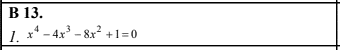 B 13.
1. x⁴ − 4x³ − 8x² + 1 = 0